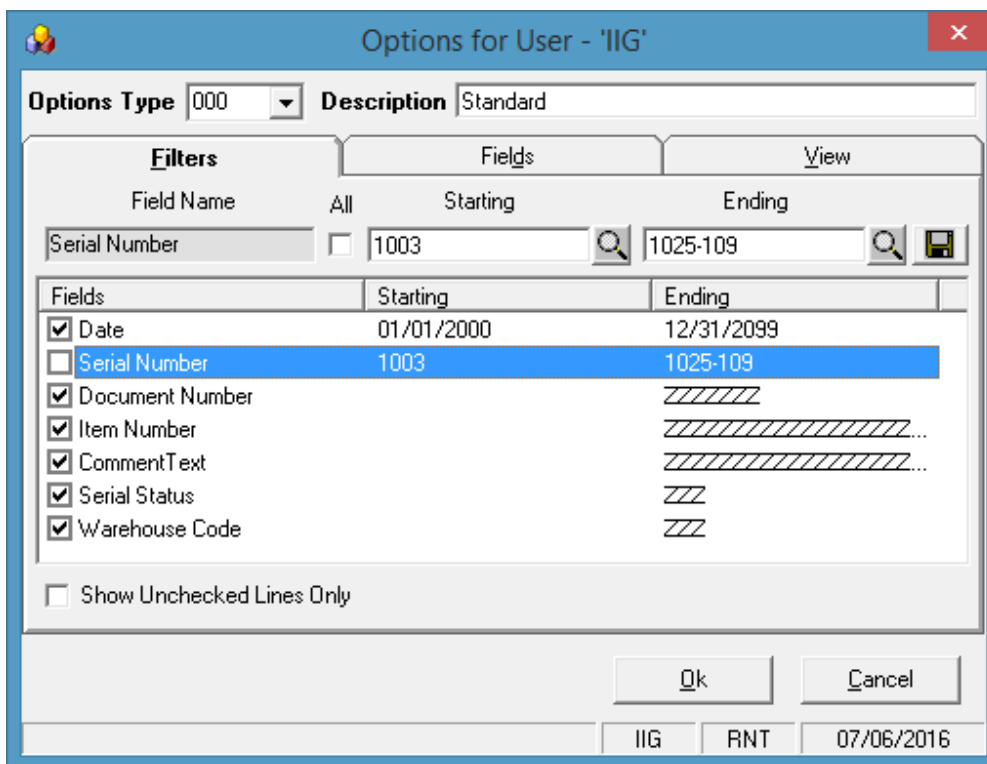 Options for User - 'IIG'
Options Type 000 Description Standard
Filters Fields View
Field Name All Starting Ending
Serial Number 1003 1025-109
Fields Starting Ending
Date 01/01/2000 12/31/2099
Serial Number 1003 1025-109
Document Number ZZZZZZZ
Item Number ZZZZZZZZZZZZZZZZZZ...
CommentText ZZZZZZZZZZZZZZZZZZ...
Serial Status ZZZ
Warehouse Code ZZZ
Show Unchecked Lines Only
Ok Cancel
IIG RNT 07/06/2016